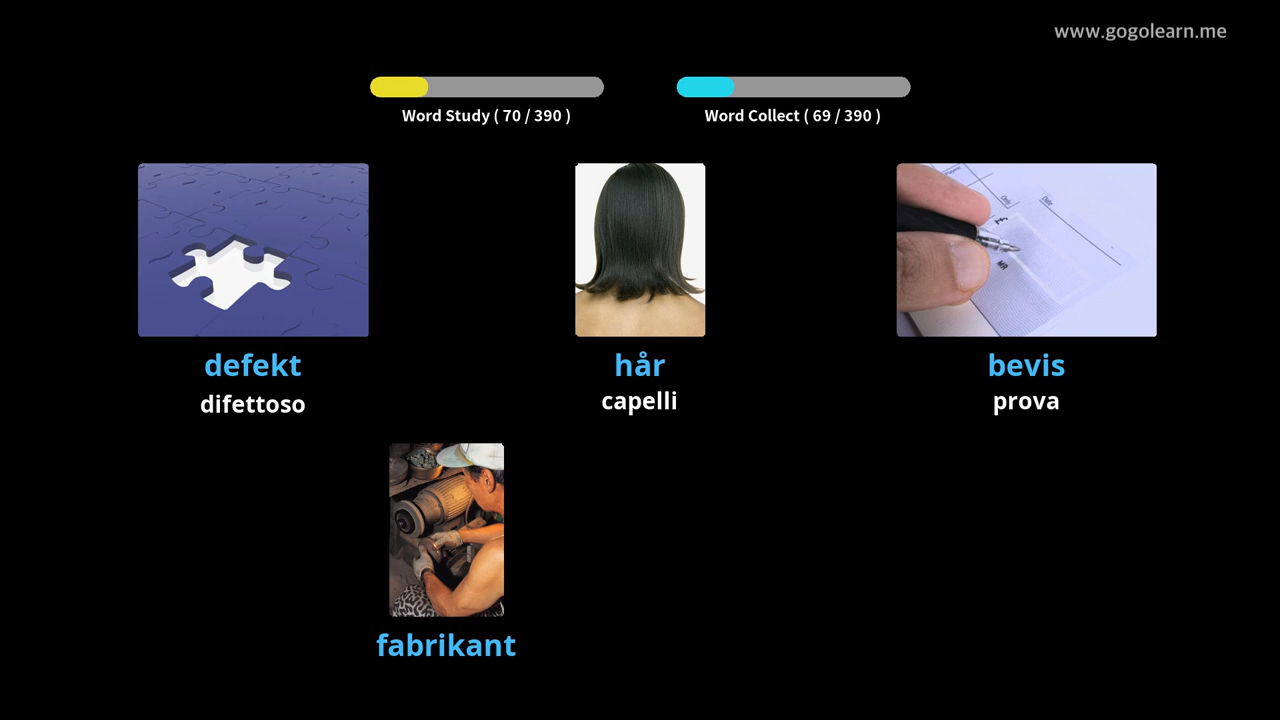 www.gogolearn.me
Word Study ( 70 / 390 )
Word Collect ( 69 / 390 )
defekt
hår
bevis
difettoso
capelli
prova
fabrikant